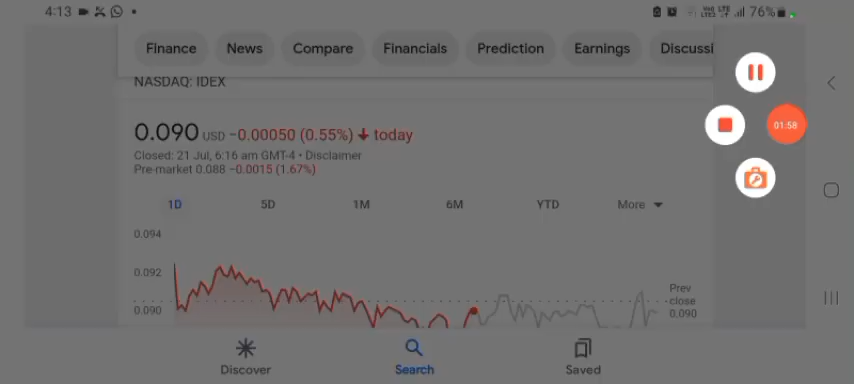 4:13 76%
Finance News Compare Financials Prediction Earnings Discussi
NASDAQ: IDEX
0.090 USD −0.00050 (0.55%) ↓ today
Closed: 21 Jul, 6:16 am GMT-4 • Disclaimer
Pre-market 0.088 −0.0015 (1.67%)
1D 5D 1M 6M YTD More
0.094
0.092
0.090
Prev
close
0.090
01:58
Discover Search Saved